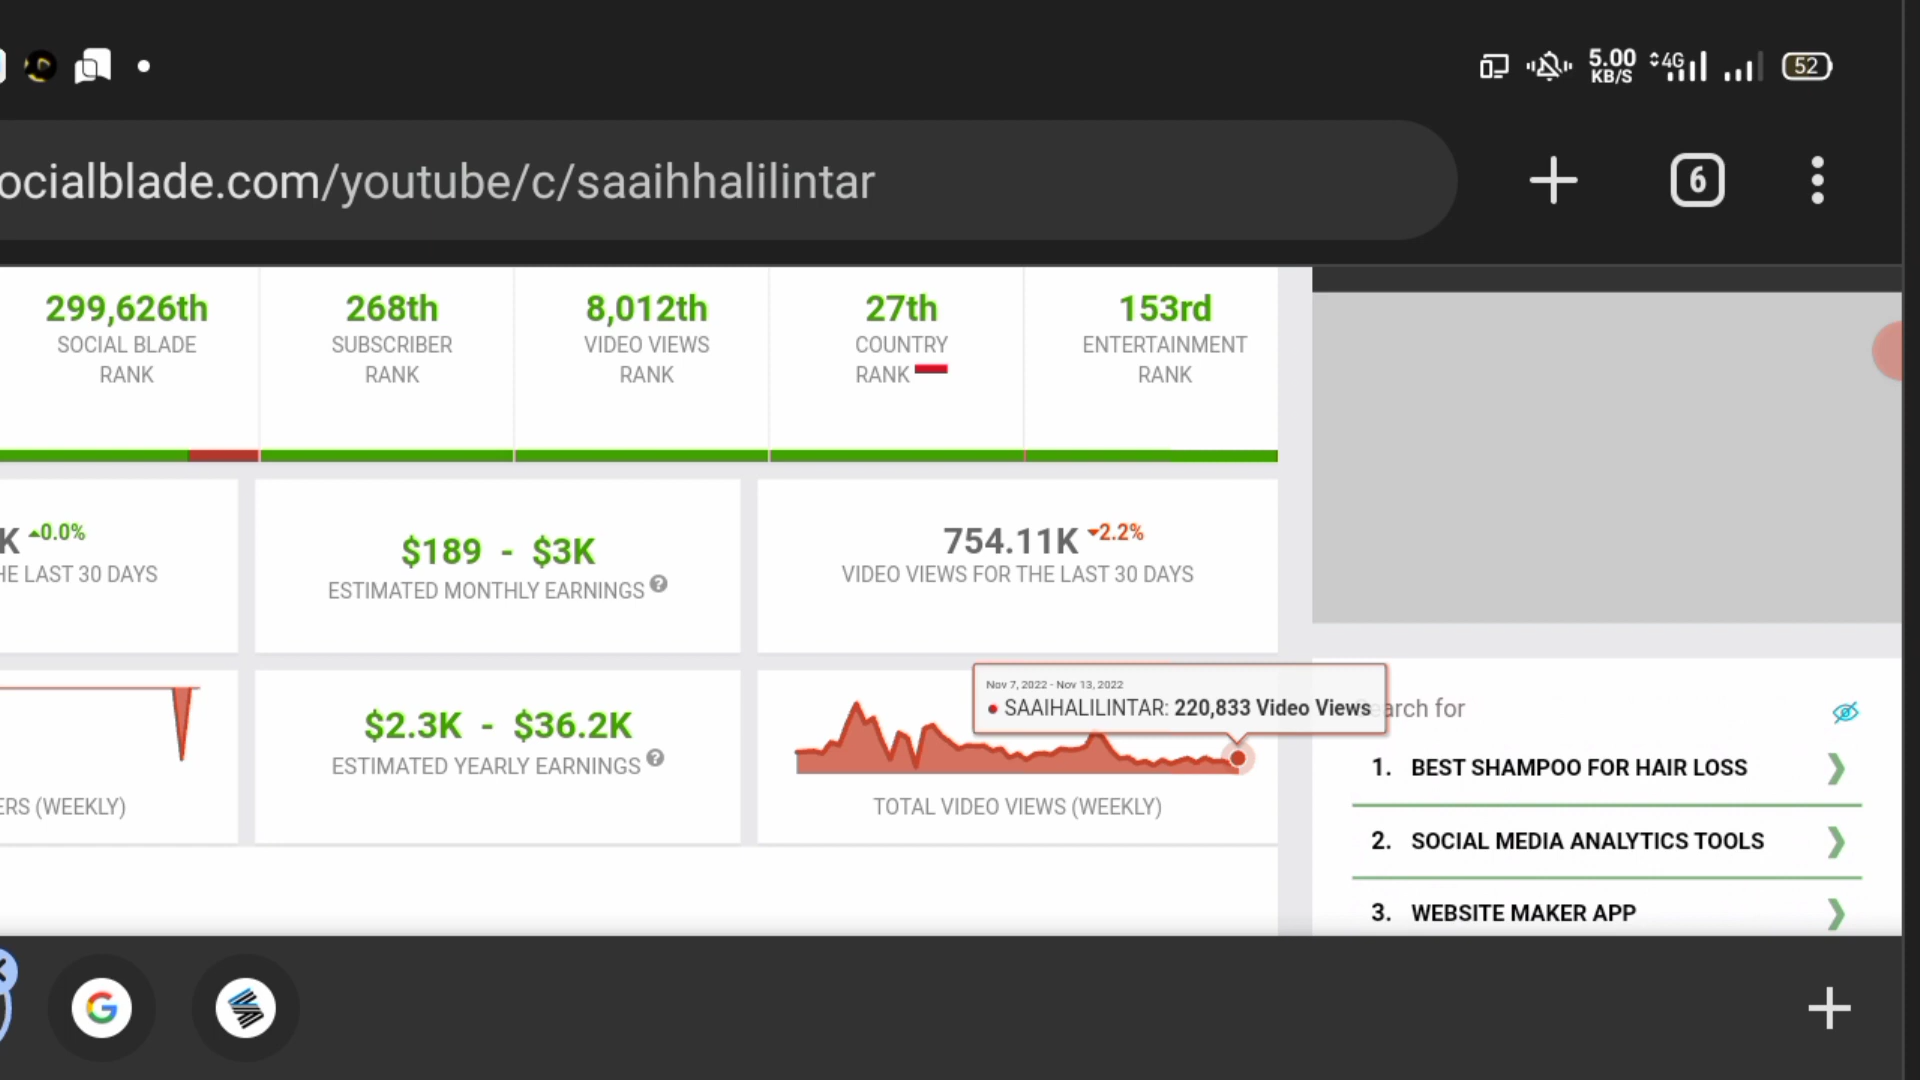 5.00
KB/S
4G
52
ocialblade.com/youtube/c/saaihhalilintar
6
299,626th
SOCIAL BLADE
RANK
268th
SUBSCRIBER
RANK
8,012th
VIDEO VIEWS
RANK
27th
COUNTRY
RANK
153rd
ENTERTAINMENT
RANK
K 0.0%
HE LAST 30 DAYS
$189 - $3K
ESTIMATED MONTHLY EARNINGS ?
754.11K 2.2%
VIDEO VIEWS FOR THE LAST 30 DAYS
ERS (WEEKLY)
$2.3K - $36.2K
ESTIMATED YEARLY EARNINGS ?
Nov 7, 2022 - Nov 13, 2022
SAAIHALILINTAR: 220,833 Video Views
TOTAL VIDEO VIEWS (WEEKLY)
earch for
1. BEST SHAMPOO FOR HAIR LOSS
2. SOCIAL MEDIA ANALYTICS TOOLS
3. WEBSITE MAKER APP
G